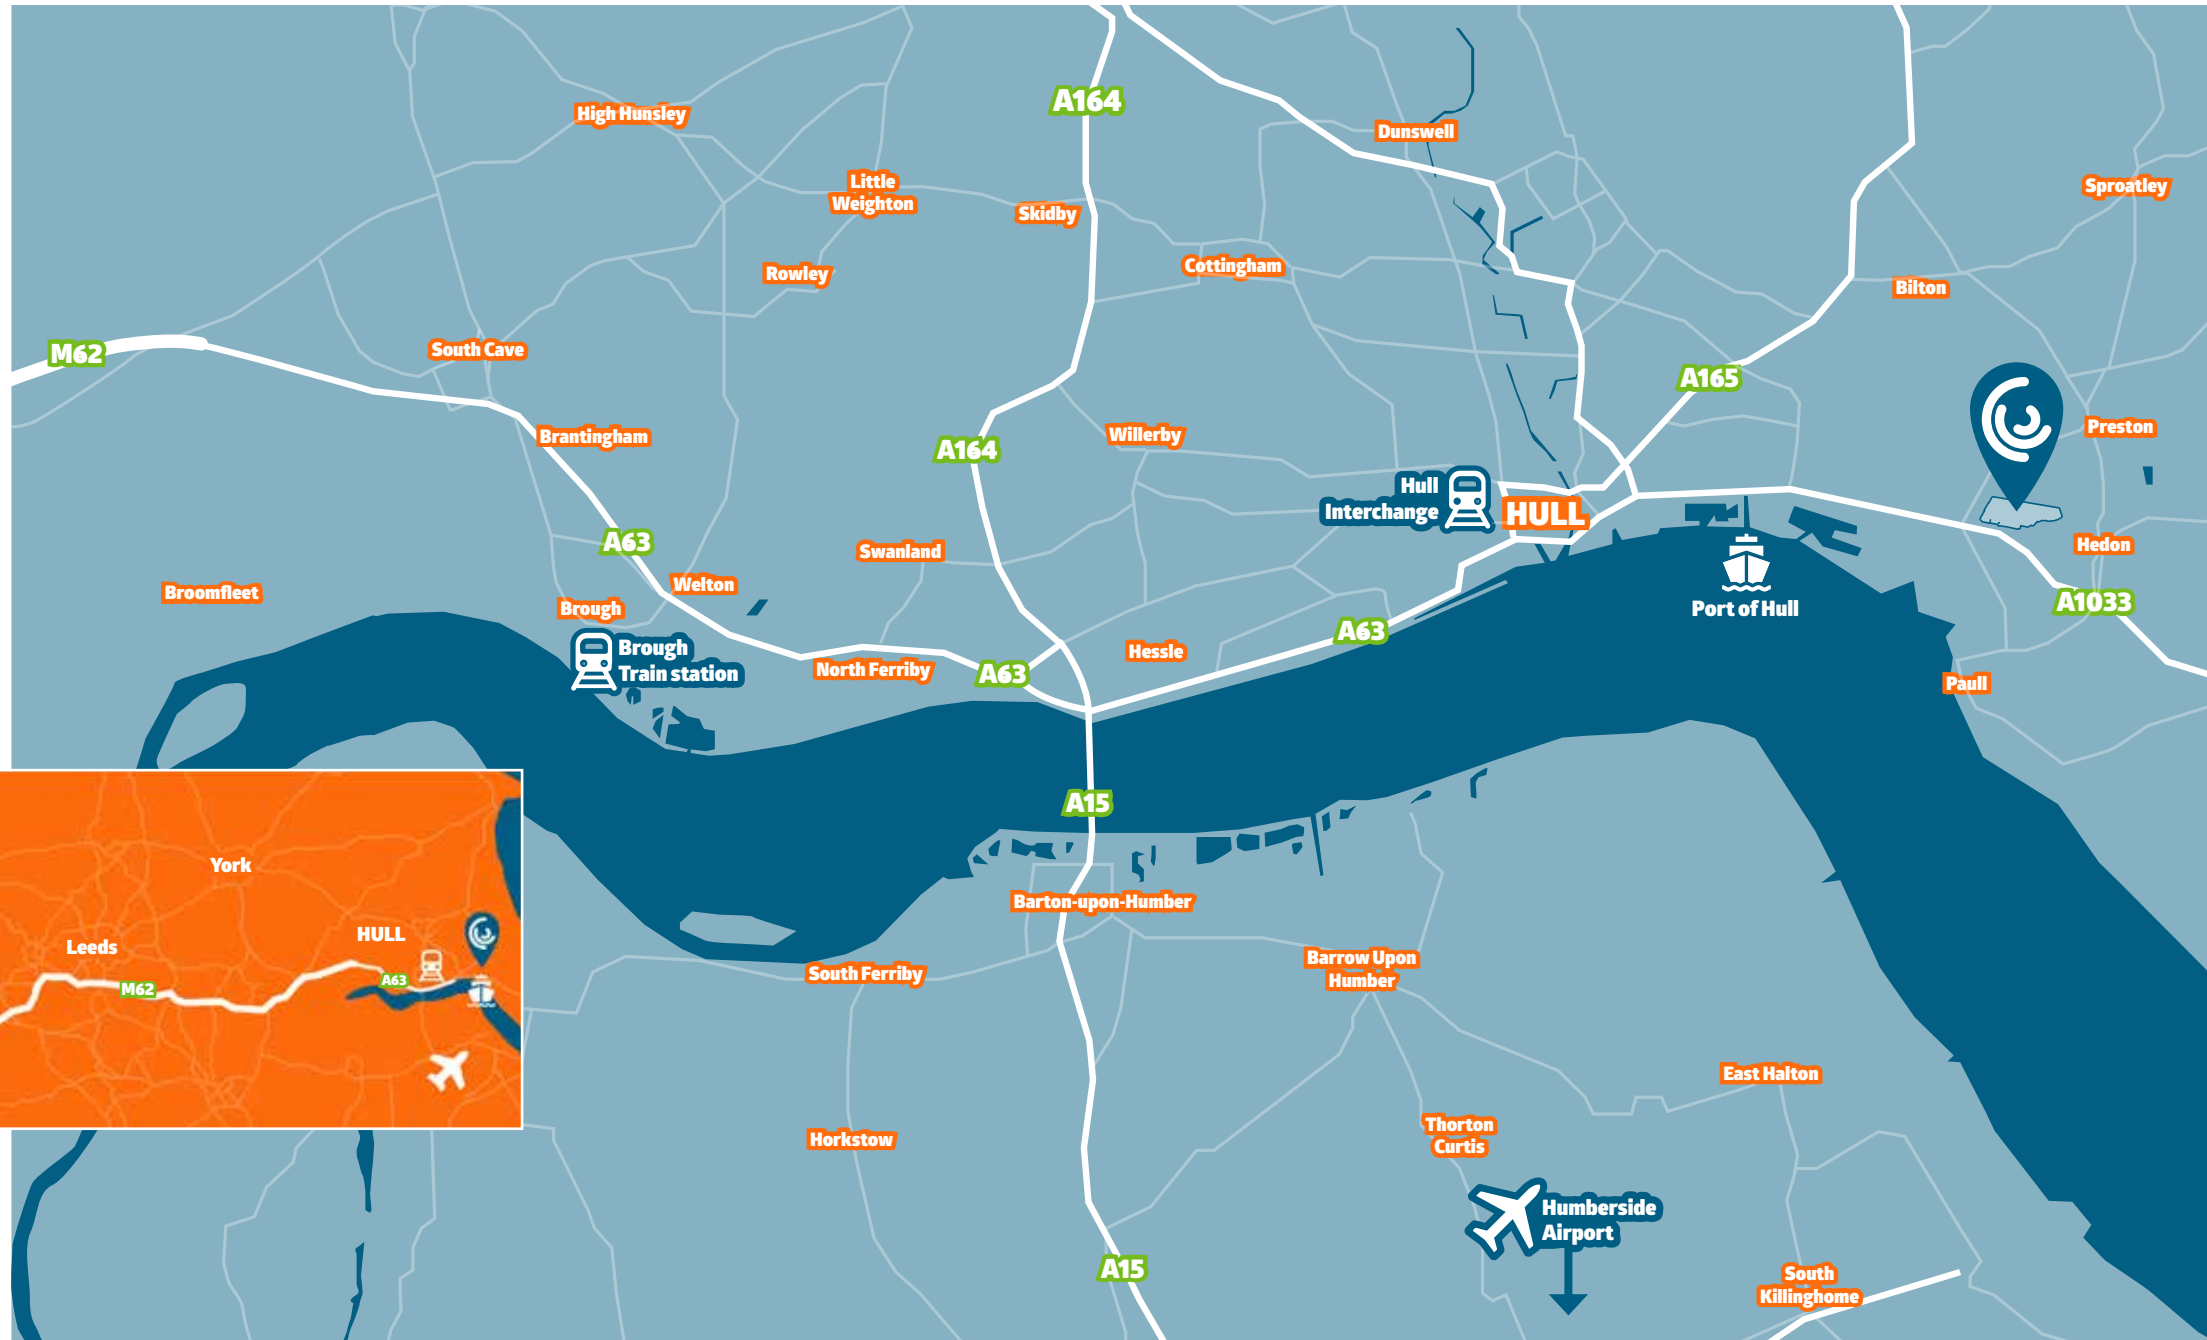 A164
High Hunsley
Dunswell
Little
Weighton
Skidby
Sproatley
Cottingham
Rowley
Bilton
M62
South Cave
A165
Brantingham
A164
Willerby
Preston
Hull
Interchange
HULL
A63
Swanland
Hedon
Welton
Broomfleet
Brough
A1033
Port of Hull
A63
Brough
Train station
Hessle
North Ferriby
A63
Paull
A15
York
Barton-upon-Humber
HULL
Leeds
Barrow Upon
Humber
South Ferriby
A63
M62
East Halton
Thorton
Curtis
Horkstow
Humberside
Airport
A15
South
Killinghome